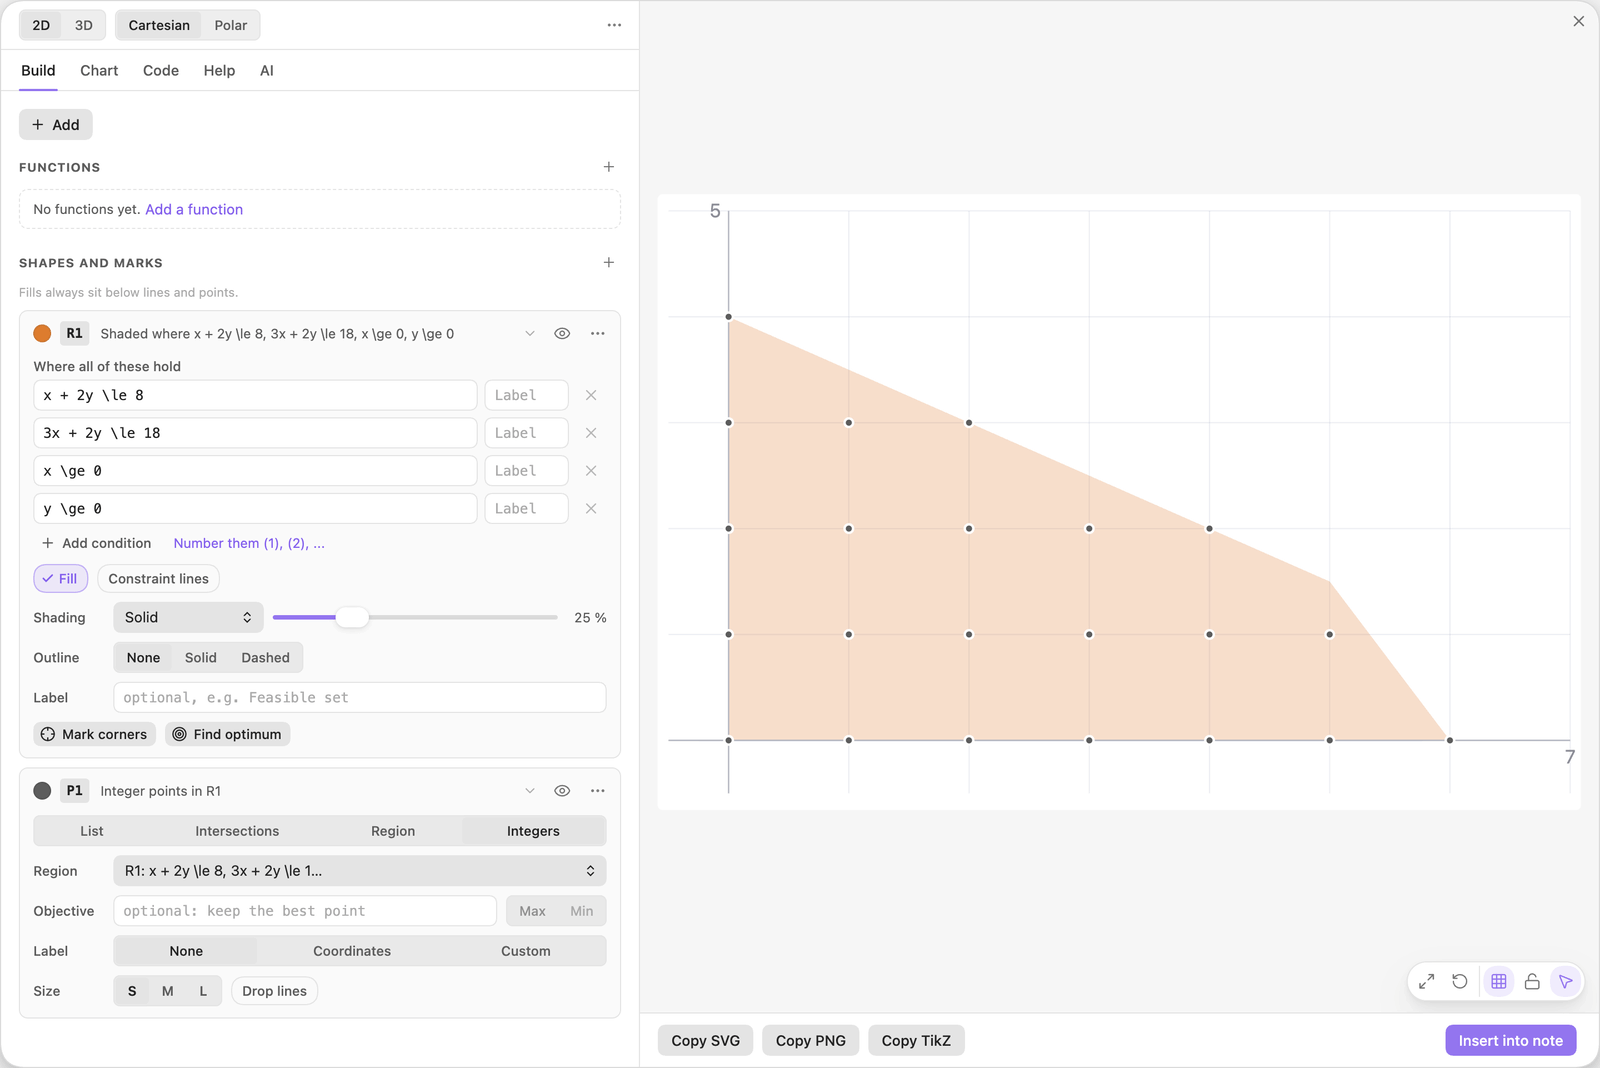 2D 3D Cartesian Polar
Build Chart Code Help AI
Add
FUNCTIONS
No functions yet. Add a function
SHAPES AND MARKS
Fills always sit below lines and points.
R1 Shaded where x + 2y \le 8, 3x + 2y \le 18, x \ge 0, y \ge 0
Where all of these hold
x + 2y \le 8 Label
3x + 2y \le 18 Label
x \ge 0 Label
y \ge 0 Label
Add condition Number them (1), (2), ...
Fill Constraint lines
Shading Solid 25 %
Outline None Solid Dashed
Label optional, e.g. Feasible set
Mark corners Find optimum
P1 Integer points in R1
List Intersections Region Integers
Region R1: x + 2y \le 8, 3x + 2y \le 1...
Objective optional: keep the best point Max Min
Label None Coordinates Custom
Size S M L Drop lines
5
7
Copy SVG Copy PNG Copy TikZ Insert into note